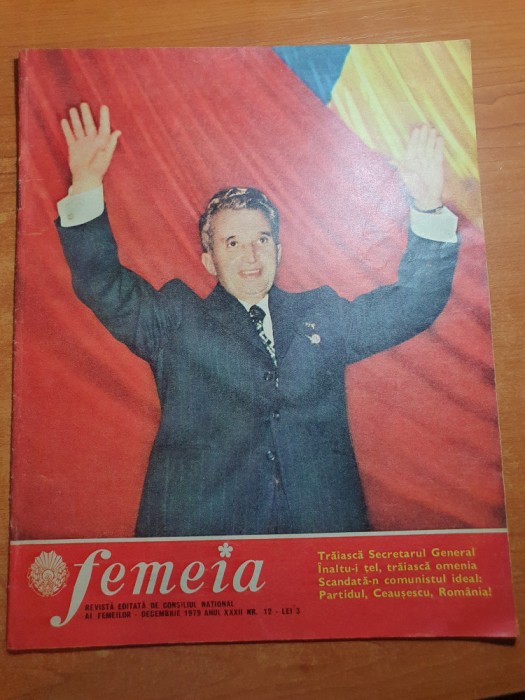 femeia
REVISTĂ EDITATĂ DE CONSILIUL NAȚIONAL
AL FEMEILOR - DECEMBRIE 1979 ANUL XXXII NR. 12 - LEI 3
Trăiască Secretarul General
Înaltu-i țel, trăiască omenia
Scandată-n comunistul ideal:
Partidul, Ceaușescu, România!